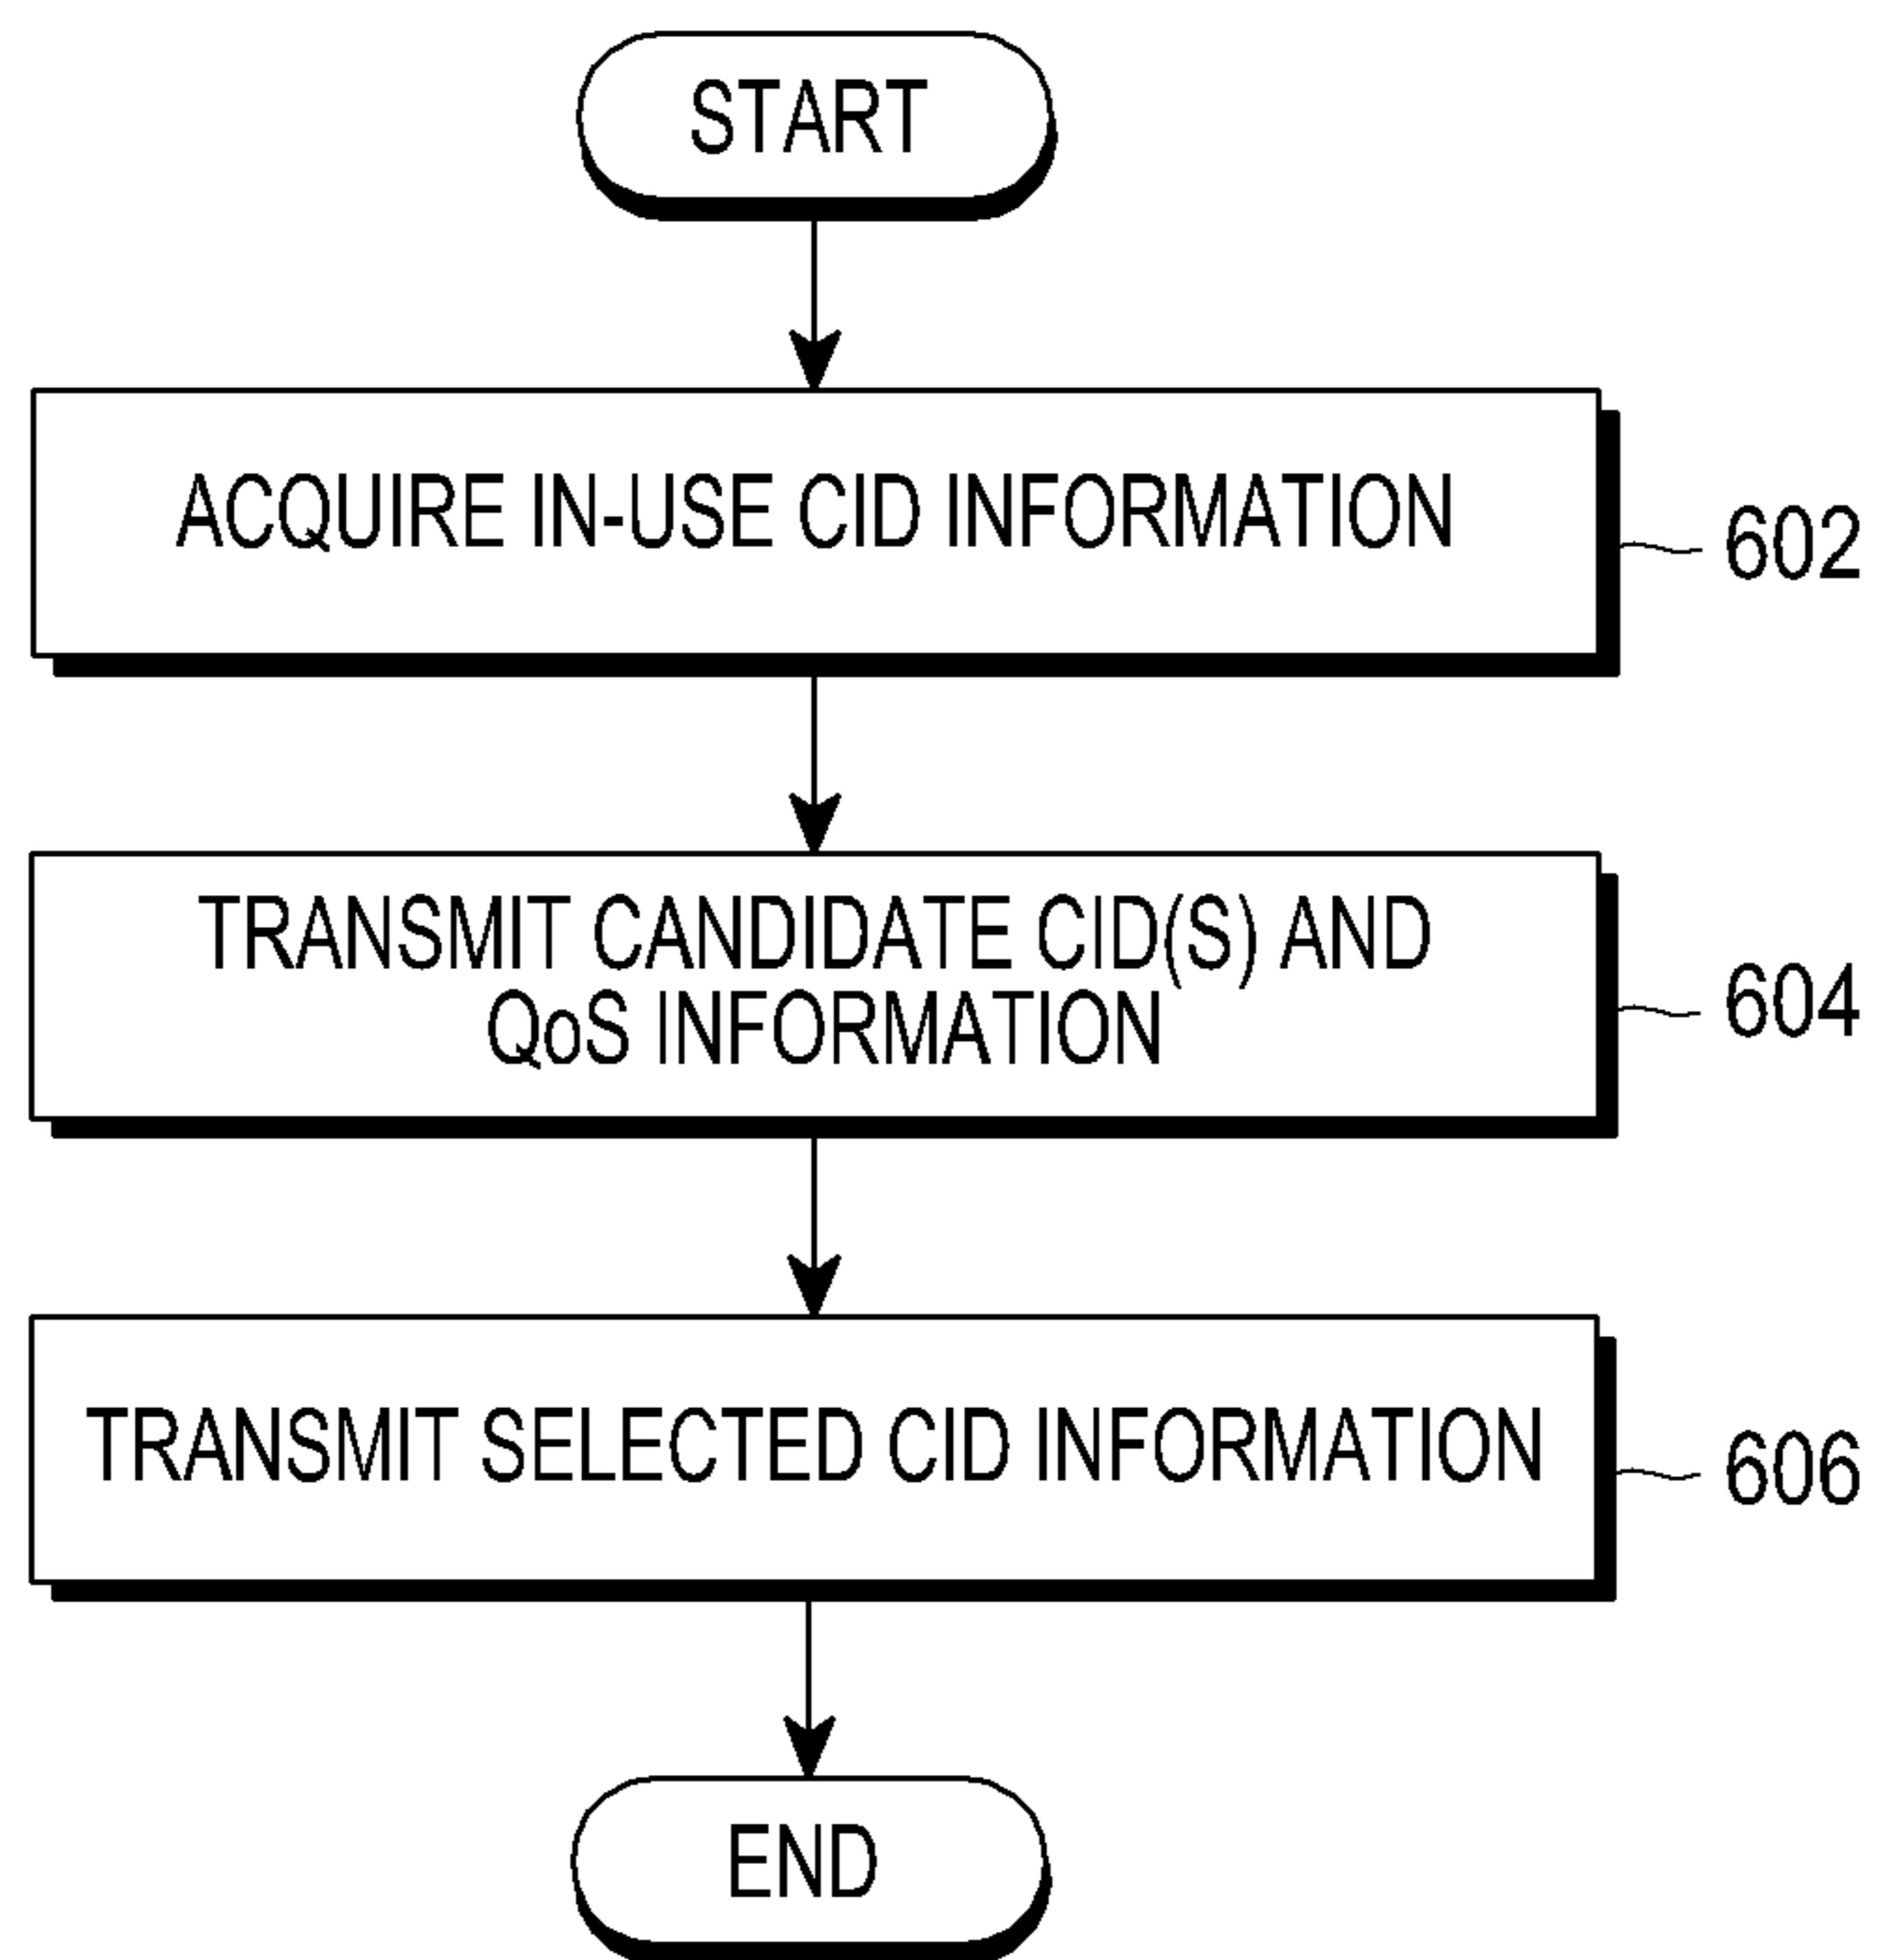 START
ACQUIRE IN-USE CID INFORMATION
602
TRANSMIT CANDIDATE CID(S) AND
QoS INFORMATION
604
TRANSMIT SELECTED CID INFORMATION
606
END